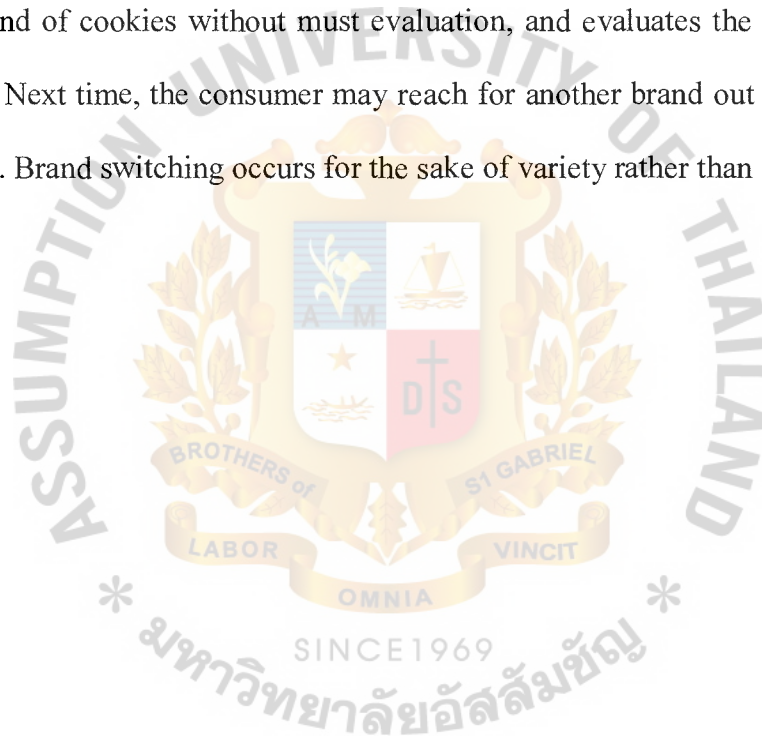 nd of cookies without must evaluation, and evaluates the
Next time, the consumer may reach for another brand out
. Brand switching occurs for the sake of variety rather than
ASSUMPTION UNIVERSITY OF THAILAND
A M
D S
BROTHERS of ST GABRIEL
LABOR VINCIT
OMNIA
* SINCE1969 *
มหาวิทยาลัยอัสสัมชัญ